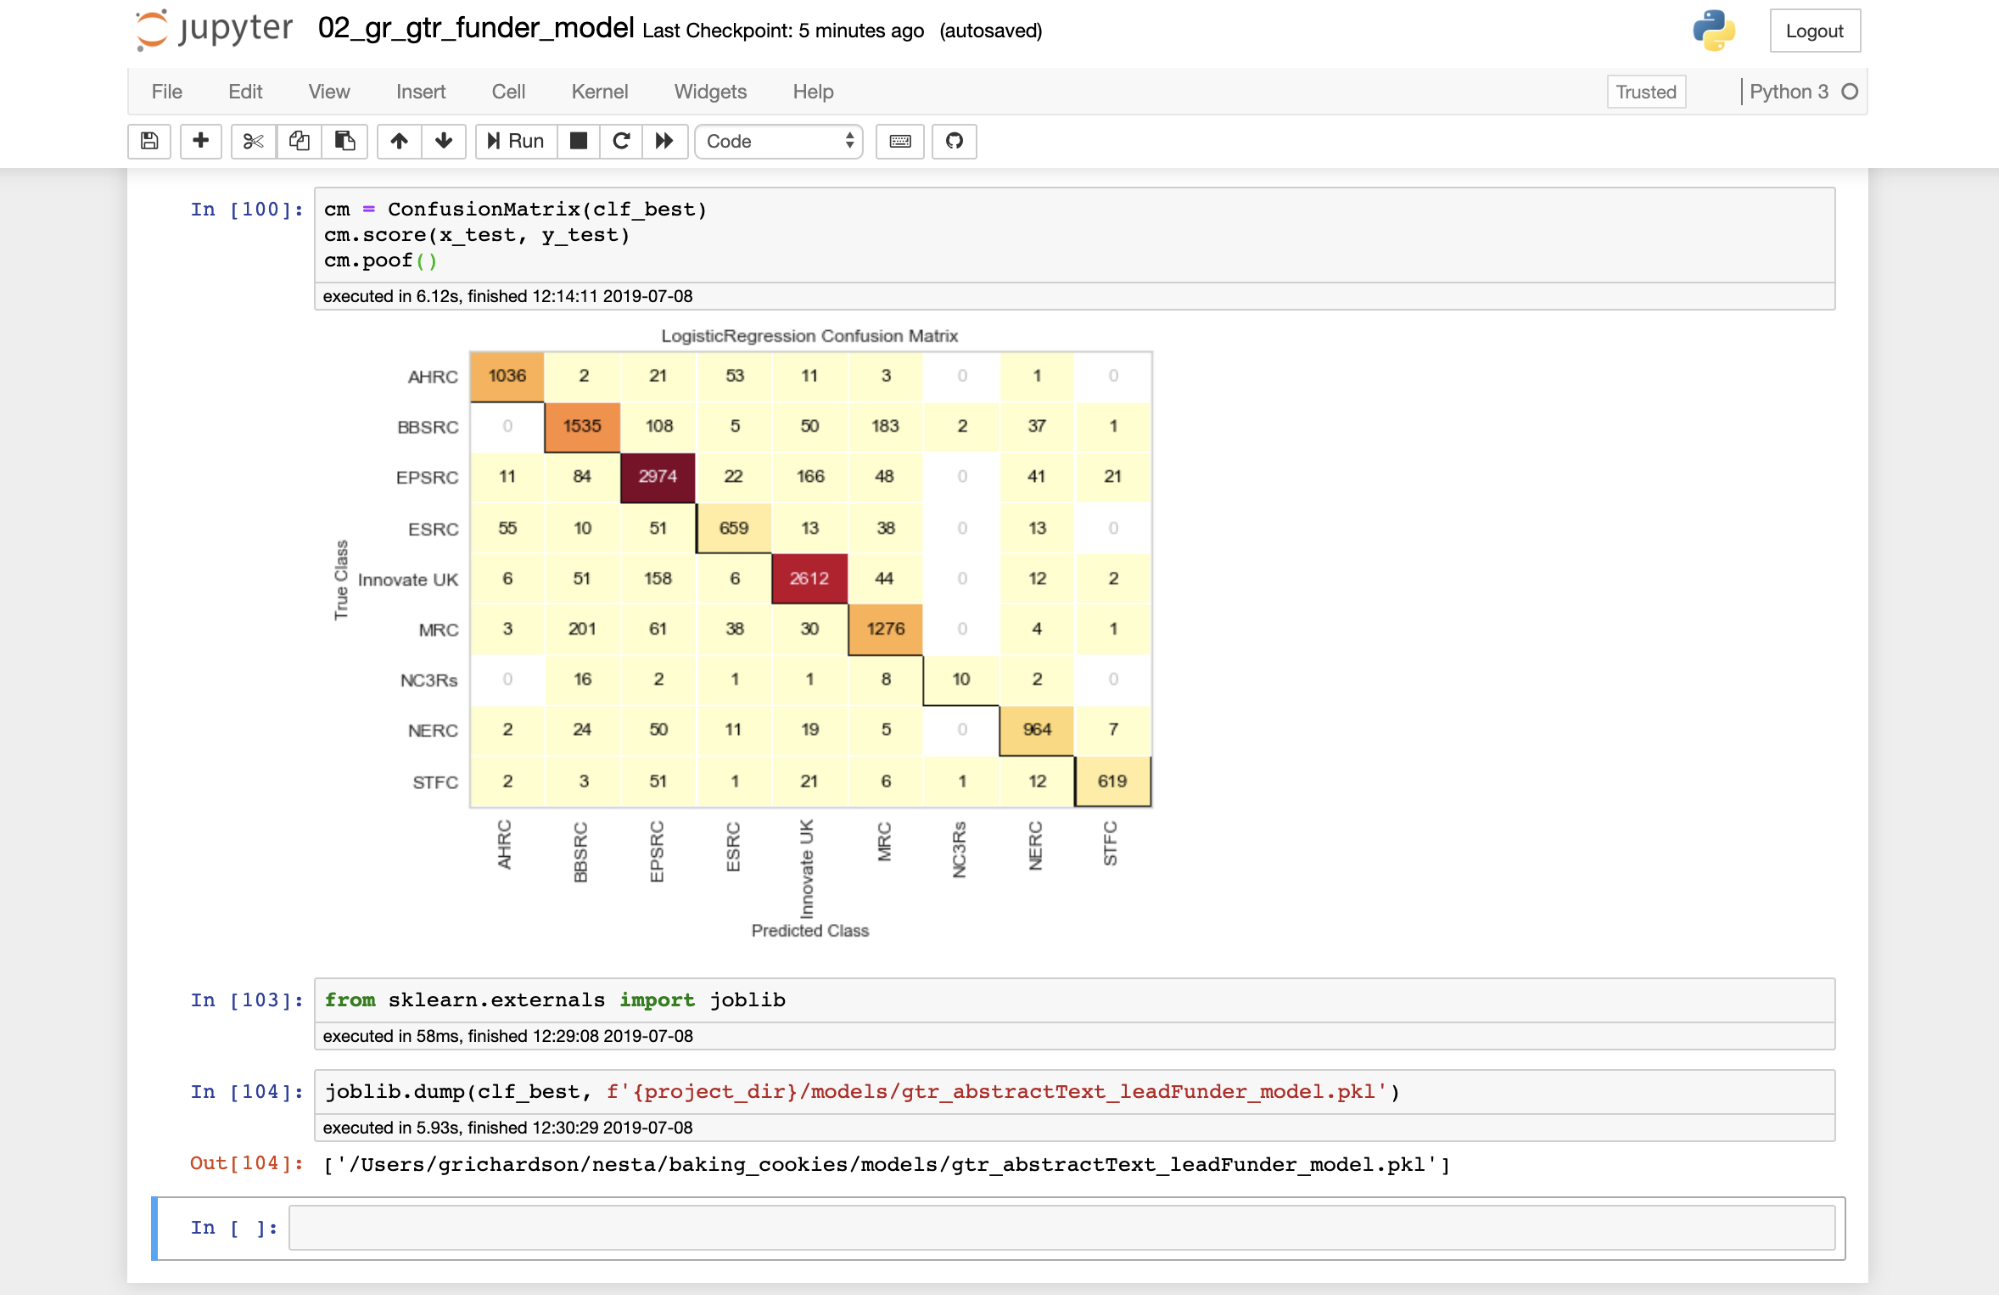 jupyter 02_gr_gtr_funder_model Last Checkpoint: 5 minutes ago (autosaved)
Logout
File Edit View Insert Cell Kernel Widgets Help
Trusted Python 3
Run Code
In [100]: cm = ConfusionMatrix(clf_best)
cm.score(x_test, y_test)
cm.poof()
executed in 6.12s, finished 12:14:11 2019-07-08
LogisticRegression Confusion Matrix
True Class
AHRC 1036 2 21 53 11 3 0 1 0
BBSRC 0 1535 108 5 50 183 2 37 1
EPSRC 11 84 2974 22 166 48 0 41 21
ESRC 55 10 51 659 13 38 0 13 0
Innovate UK 6 51 158 6 2612 44 0 12 2
MRC 3 201 61 38 30 1276 0 4 1
NC3Rs 0 16 2 1 1 8 10 2 0
NERC 2 24 50 11 19 5 0 964 7
STFC 2 3 51 1 21 6 1 12 619
AHRC BBSRC EPSRC ESRC Innovate UK MRC NC3Rs NERC STFC
Predicted Class
In [103]: from sklearn.externals import joblib
executed in 58ms, finished 12:29:08 2019-07-08
In [104]: joblib.dump(clf_best, f'{project_dir}/models/gtr_abstractText_leadFunder_model.pkl')
executed in 5.93s, finished 12:30:29 2019-07-08
Out[104]: ['/Users/grichardson/nesta/baking_cookies/models/gtr_abstractText_leadFunder_model.pkl']
In [ ]: